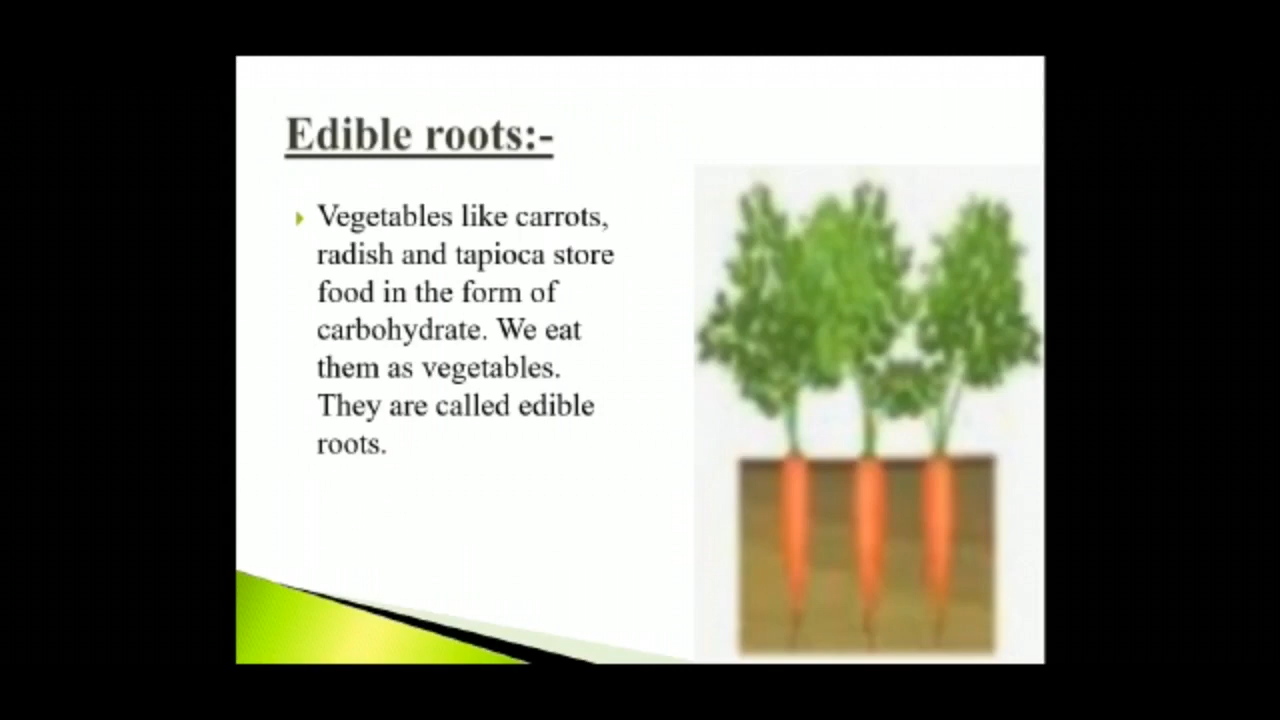 Edible roots:-
Vegetables like carrots,
radish and tapioca store
food in the form of
carbohydrate. We eat
them as vegetables.
They are called edible
roots.